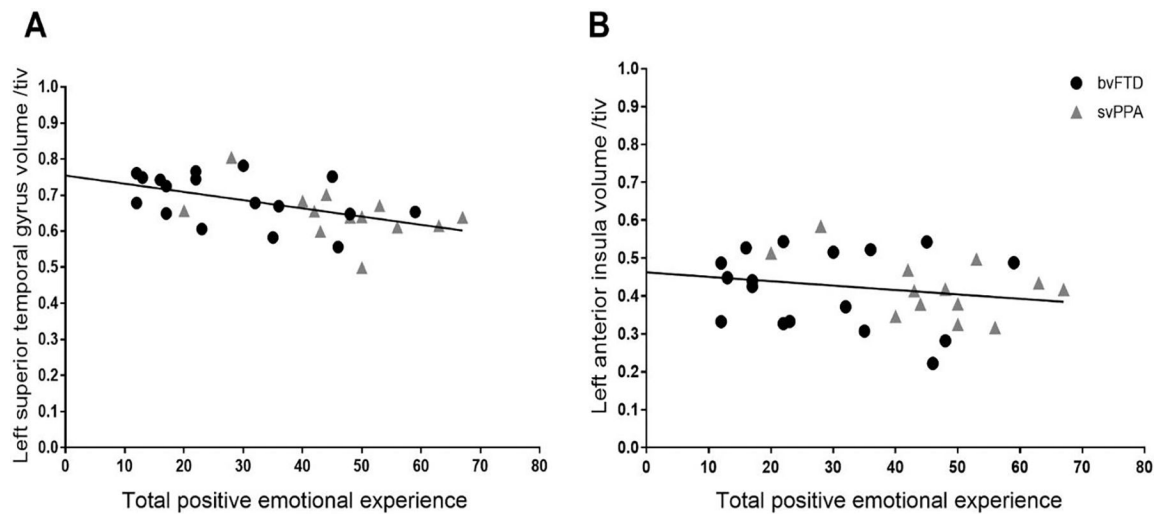 A
Left superior temporal gyrus volume /tiv
1.0
0.9
0.8
0.7
0.6
0.5
0.4
0.3
0.2
0.1
0.0
0 10 20 30 40 50 60 70 80
Total positive emotional experience
B
Left anterior insula volume /tiv
1.0
0.9
0.8
0.7
0.6
0.5
0.4
0.3
0.2
0.1
0.0
0 10 20 30 40 50 60 70 80
Total positive emotional experience
bvFTD
svPPA